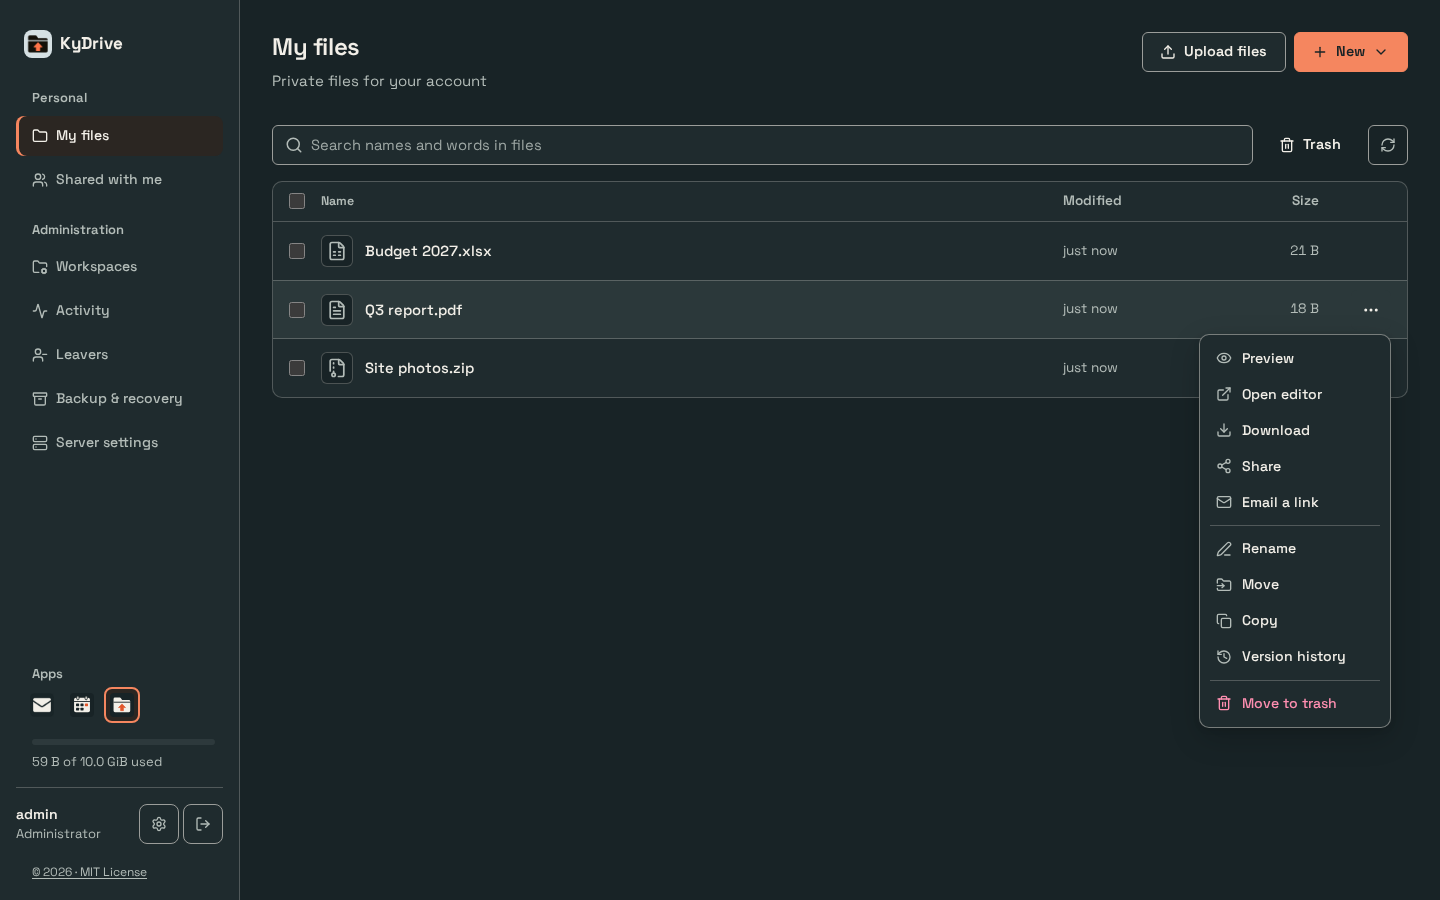 KyDrive
Personal
My files
Shared with me
Administration
Workspaces
Activity
Leavers
Backup & recovery
Server settings
Apps
59 B of 10.0 GiB used
admin
Administrator
© 2026 · MIT License
My files
Private files for your account
Upload files
New
Search names and words in files
Trash
Name Modified Size
Budget 2027.xlsx just now 21 B
Q3 report.pdf just now 18 B
Site photos.zip just now
Preview
Open editor
Download
Share
Email a link
Rename
Move
Copy
Version history
Move to trash